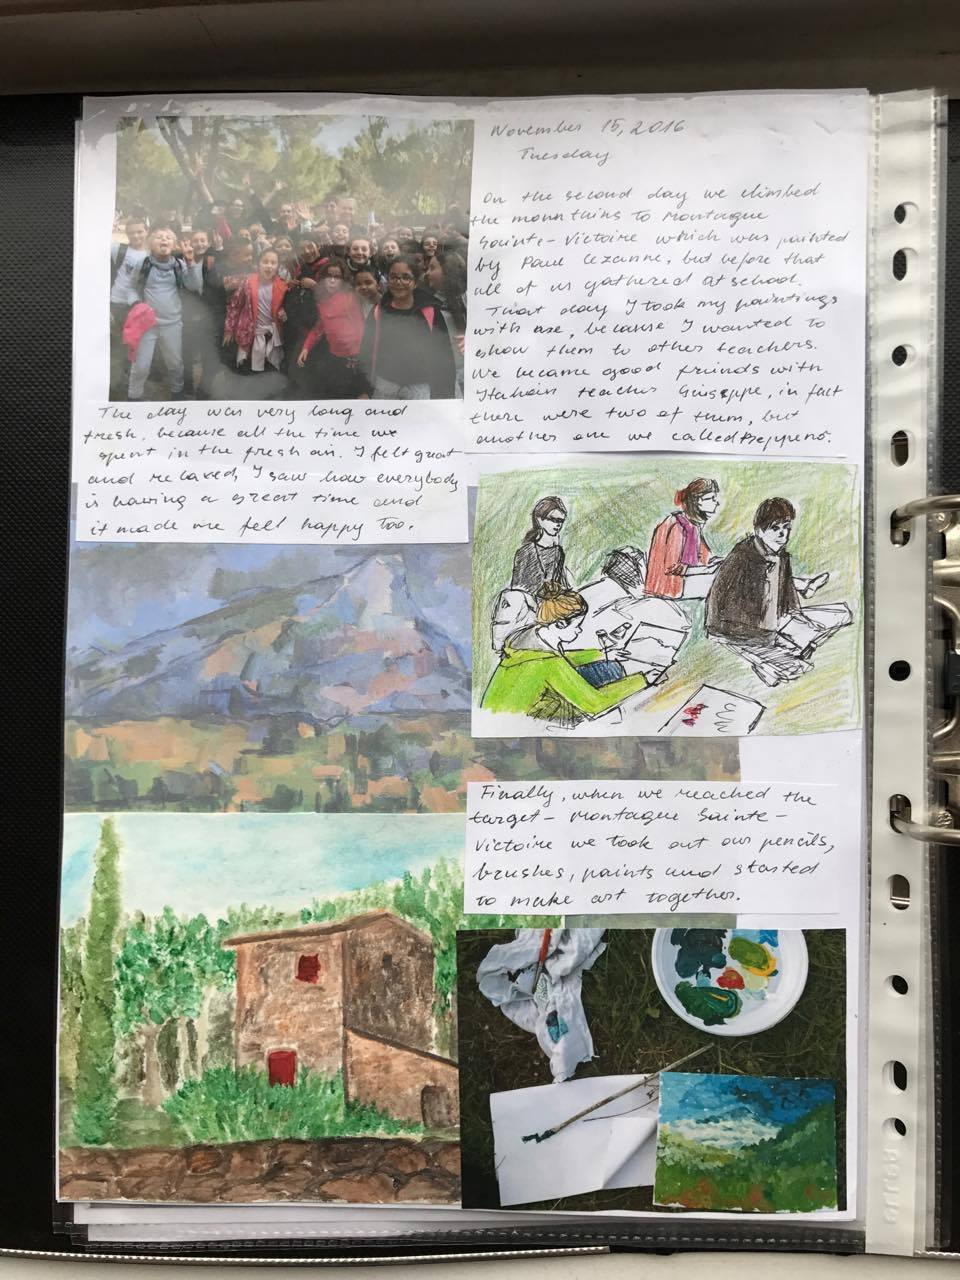 November 15, 2016
Tuesday
On the second day we climbed
the mounthins to Montague
Sainte-Victoire which was painted
by Paul Cezanne, but before that
all of us gathered at school.
That day I took my paintings
with me, because I wanted to
show them to other teachers.
We became good friends with
Italian teacher Giuseppe, in fact
there were two of them, but
another one we called Beppeno.
The day was very long and
fresh, because all the time we
spent in the fresh air. I felt great
and relaxed, I saw how everybody
is having a great time and
it made me fell happy too.
Finally, when we reached the
target - Montague Sainte-
Victoire we took out our pencils,
brushes, paints and started
to make art together.